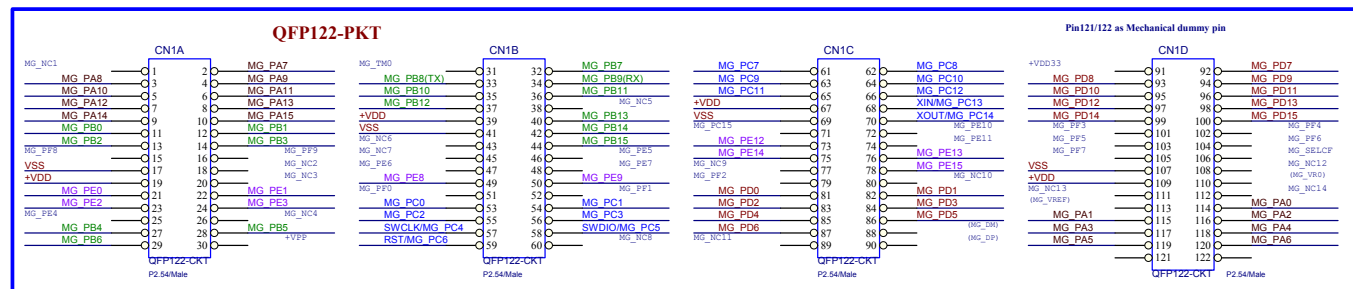 QFP122-PKT
Pin121/122 as Mechanical dummy pin
CN1A
MG_NC1 1 2 MG_PA7
MG_PA8 3 4 MG_PA9
MG_PA10 5 6 MG_PA11
MG_PA12 7 8 MG_PA13
MG_PA14 9 10 MG_PA15
MG_PB0 11 12 MG_PB1
MG_PB2 13 14 MG_PB3
MG_PF8 15 16 MG_PF9
VSS 17 18 MG_NC2
+VDD 19 20 MG_NC3
MG_PE0 21 22 MG_PE1
MG_PE2 23 24 MG_PE3
MG_PE4 25 26 MG_NC4
MG_PB4 27 28 MG_PB5
MG_PB6 29 30 +VPP
QFP122-CKT
P2.54/Male
CN1B
MG_TM0 31 32 MG_PB7
MG_PB8(TX) 33 34 MG_PB9(RX)
MG_PB10 35 36 MG_PB11
MG_PB12 37 38 MG_NC5
+VDD 39 40 MG_PB13
VSS 41 42 MG_PB14
MG_NC6 43 44 MG_PB15
MG_NC7 45 46 MG_PE5
MG_PE6 47 48 MG_PE7
MG_PE8 49 50 MG_PE9
MG_PF0 51 52 MG_PF1
MG_PC0 53 54 MG_PC1
MG_PC2 55 56 MG_PC3
SWCLK/MG_PC4 57 58 SWDIO/MG_PC5
RST/MG_PC6 59 60 MG_NC8
QFP122-CKT
P2.54/Male
CN1C
MG_PC7 61 62 MG_PC8
MG_PC9 63 64 MG_PC10
MG_PC11 65 66 MG_PC12
+VDD 67 68 XIN/MG_PC13
VSS 69 70 XOUT/MG_PC14
MG_PC15 71 72 MG_PE10
MG_PE12 73 74 MG_PE11
MG_PE14 75 76 MG_PE13
MG_NC9 77 78 MG_PE15
MG_PF2 79 80 MG_NC10
MG_PD0 81 82 MG_PD1
MG_PD2 83 84 MG_PD3
MG_PD4 85 86 MG_PD5
MG_PD6 87 88 (MG_DM)
MG_NC11 89 90 (MG_DP)
QFP122-CKT
P2.54/Male
CN1D
+VDD33 91 92 MG_PD7
MG_PD8 93 94 MG_PD9
MG_PD10 95 96 MG_PD11
MG_PD12 97 98 MG_PD13
MG_PD14 99 100 MG_PD15
MG_PF3 101 102 MG_PF4
MG_PF5 103 104 MG_PF6
MG_PF7 105 106 MG_SELCF
VSS 107 108 MG_NC12
+VDD 109 110 (MG_VR0)
MG_NC13 111 112 MG_NC14
(MG_VREF) 113 114 MG_PA0
MG_PA1 115 116 MG_PA2
MG_PA3 117 118 MG_PA4
MG_PA5 119 120 MG_PA6
121 122
QFP122-CKT
P2.54/Male